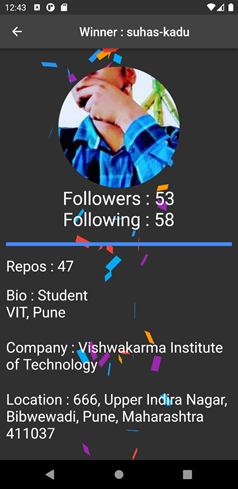 12:43
Winner : suhas-kadu
Followers : 53
Following : 58
Repos : 47
Bio : Student
VIT, Pune
Company : Vishwakarma Institute
of Technology
Location : 666, Upper Indira Nagar,
Bibwewadi, Pune, Maharashtra
411037